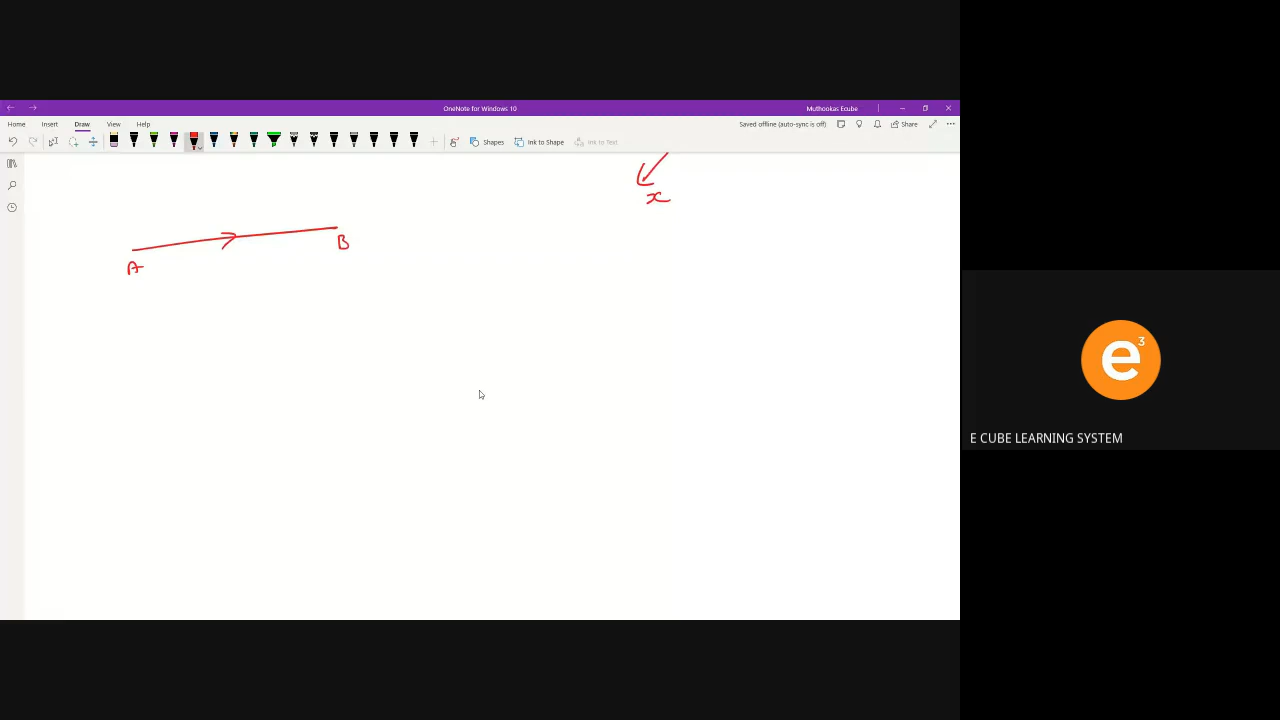 OneNote for Windows 10
Muthookas Ecube
Home Insert Draw View Help
Saved offline (auto-sync is off)
Share
Shapes
Ink to Shape
Ink to Text
x
B
A
e3
E CUBE LEARNING SYSTEM